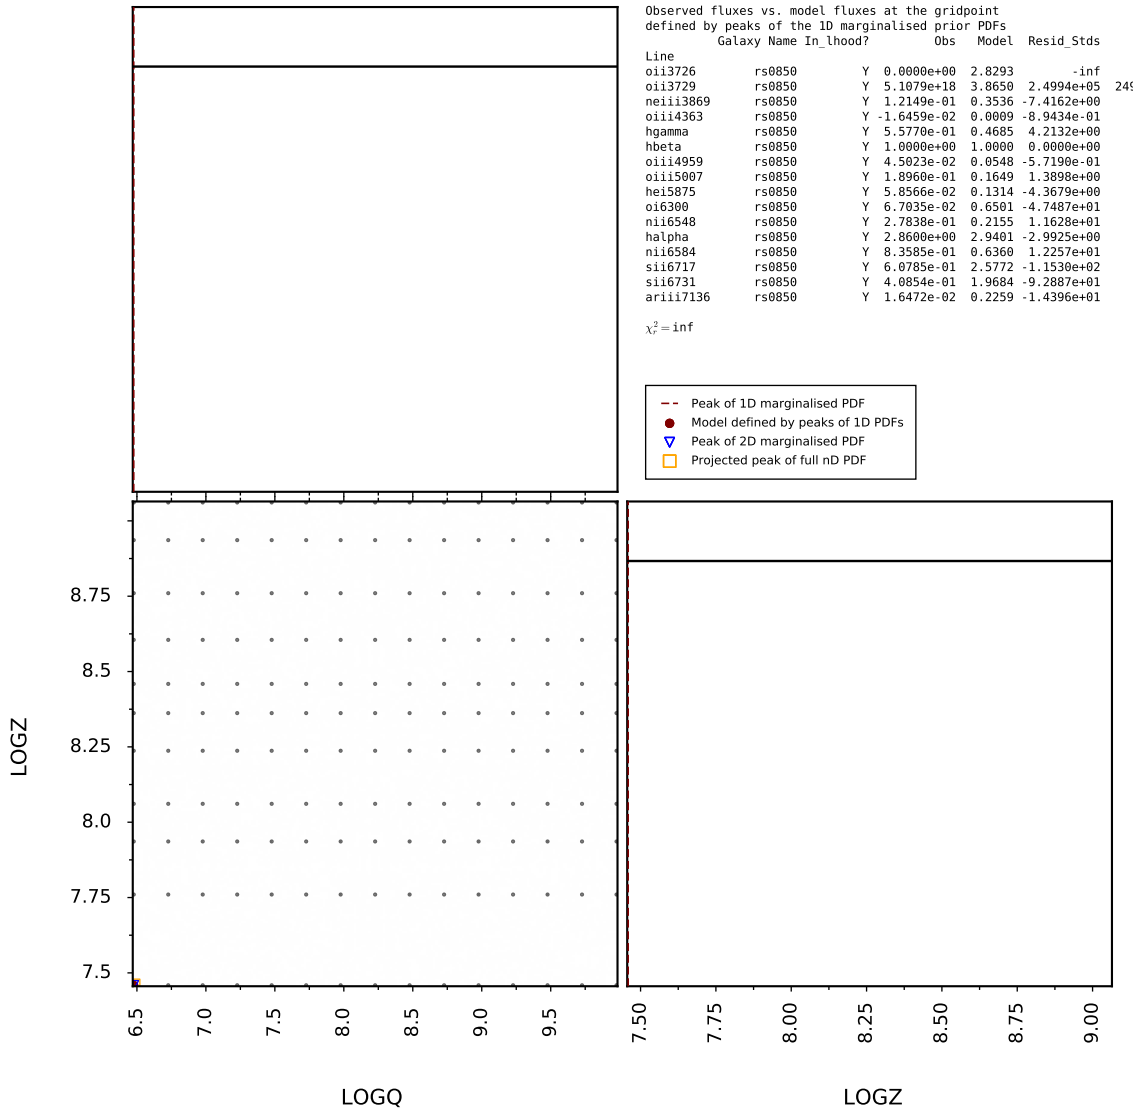 Observed fluxes vs. model fluxes at the gridpoint
defined by peaks of the 1D marginalised prior PDFs
Galaxy Name In_lhood? Obs Model Resid_Stds
Line
oii3726 rs0850 Y 0.0000e+00 2.8293 -inf
oii3729 rs0850 Y 5.1079e+18 3.8650 2.4994e+05 249
neiii3869 rs0850 Y 1.2149e-01 0.3536 -7.4162e+00
oiii4363 rs0850 Y -1.6459e-02 0.0009 -8.9434e-01
hgamma rs0850 Y 5.5770e-01 0.4685 4.2132e+00
hbeta rs0850 Y 1.0000e+00 1.0000 0.0000e+00
oiii4959 rs0850 Y 4.5023e-02 0.0548 -5.7190e-01
oiii5007 rs0850 Y 1.8960e-01 0.1649 1.3898e+00
hei5875 rs0850 Y 5.8566e-02 0.1314 -4.3679e+00
oi6300 rs0850 Y 6.7035e-02 0.6501 -4.7487e+01
nii6548 rs0850 Y 2.7838e-01 0.2155 1.1628e+01
halpha rs0850 Y 2.8600e+00 2.9401 -2.9925e+00
nii6584 rs0850 Y 8.3585e-01 0.6360 1.2257e+01
sii6717 rs0850 Y 6.0785e-01 2.5772 -1.1530e+02
sii6731 rs0850 Y 4.0854e-01 1.9684 -9.2887e+01
ariii7136 rs0850 Y 1.6472e-02 0.2259 -1.4396e+01
χ²ᵣ = inf
Peak of 1D marginalised PDF
Model defined by peaks of 1D PDFs
Peak of 2D marginalised PDF
Projected peak of full nD PDF
8.75
8.5
8.25
8.0
7.75
7.5
LOGZ
6.5
7.0
7.5
8.0
8.5
9.0
9.5
LOGQ
7.50
7.75
8.00
8.25
8.50
8.75
9.00
LOGZ